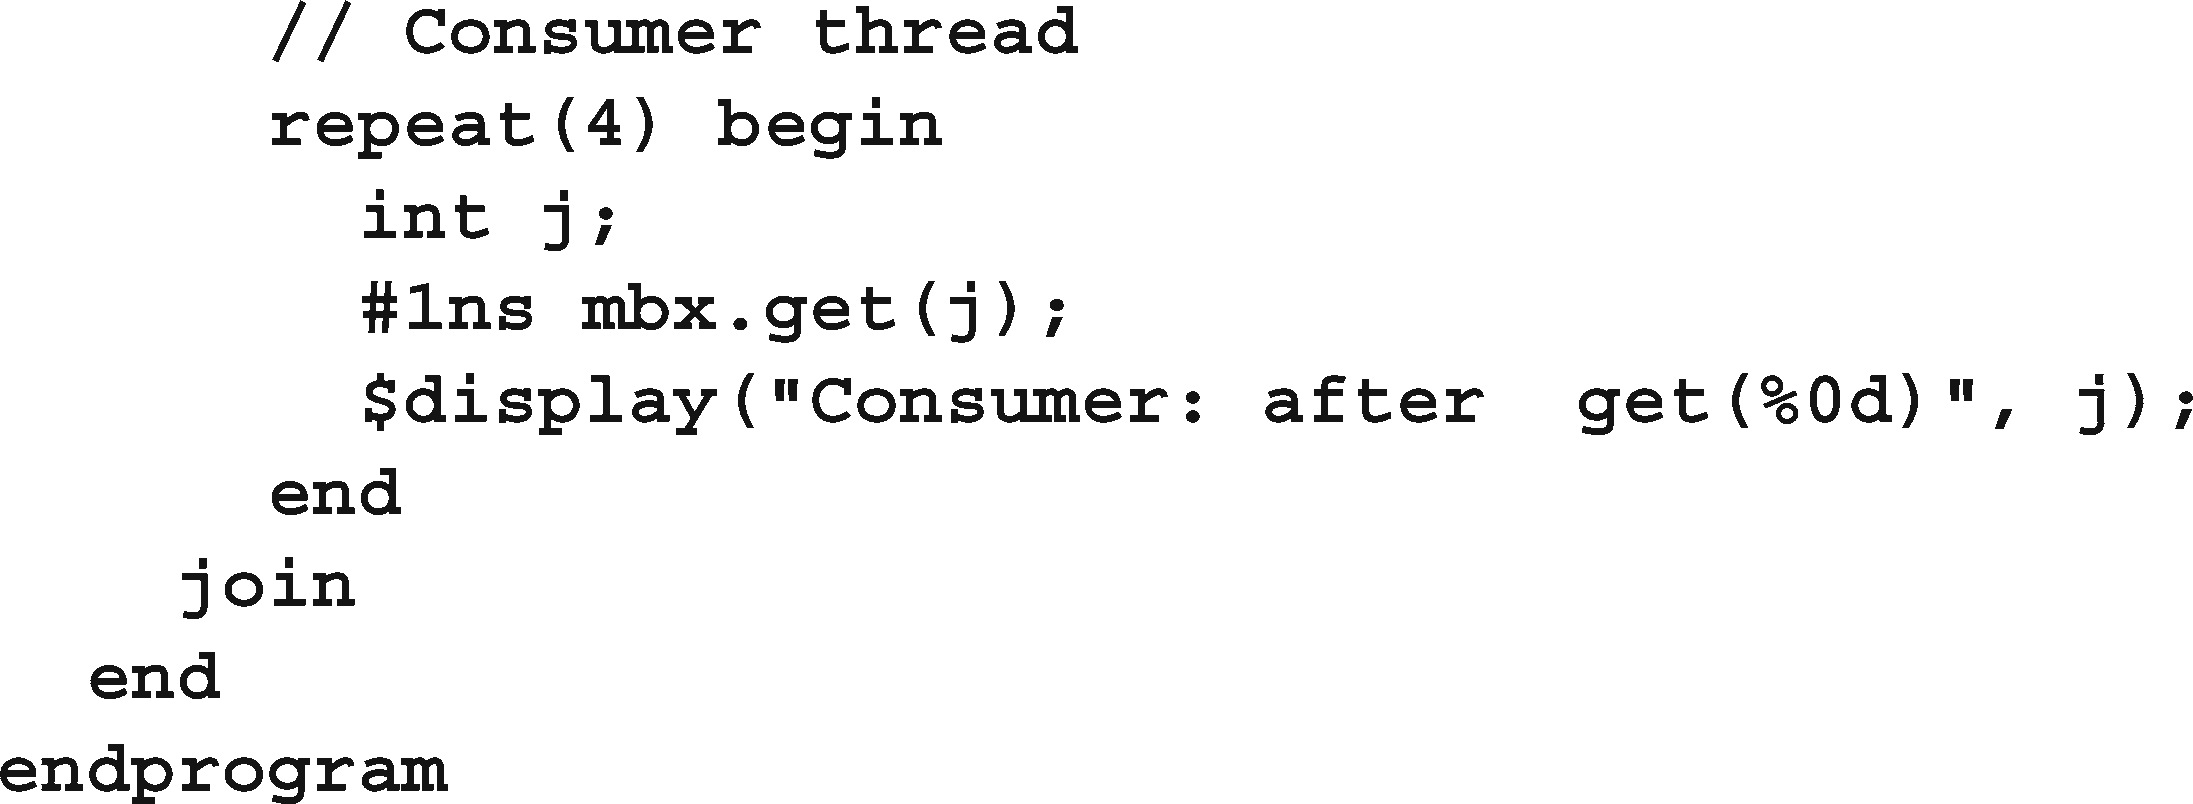 // Consumer thread
repeat(4) begin
int j;
#1ns mbx.get(j);
$display("Consumer: after  get(%0d)", j);
end
join
end
endprogram